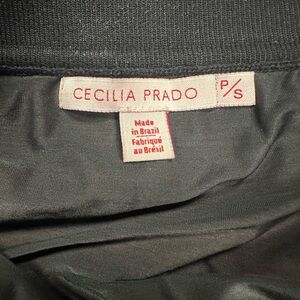 CECILIA PRADO P/S
Made
in Brazil
Fabriqué
au Brésil